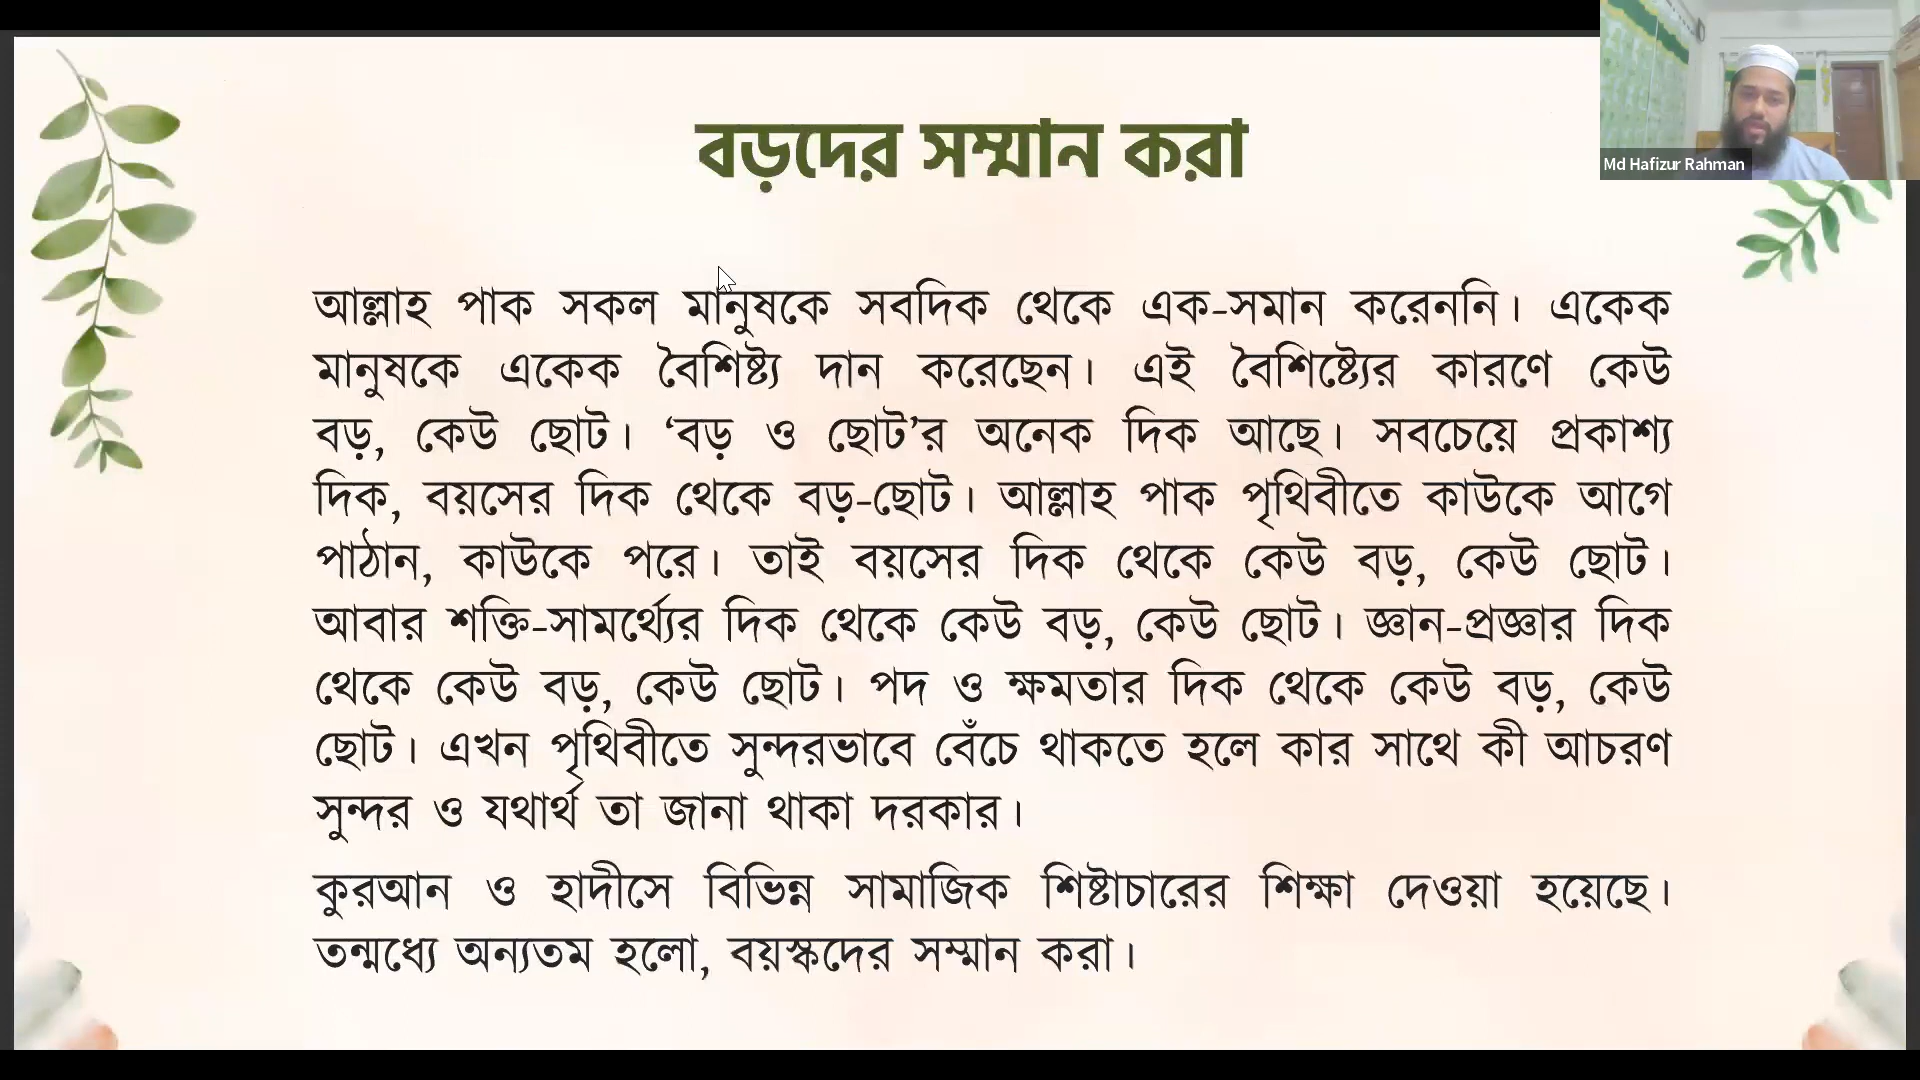 বড়দের সম্মান করা
Md Hafizur Rahman
আল্লাহ পাক সকল মানুষকে সবদিক থেকে এক-সমান করেননি। একেক
মানুষকে একেক বৈশিষ্ট্য দান করেছেন। এই বৈশিষ্ট্যের কারণে কেউ
বড়, কেউ ছোট। ‘বড় ও ছোট’র অনেক দিক আছে। সবচেয়ে প্রকাশ্য
দিক, বয়সের দিক থেকে বড়-ছোট। আল্লাহ পাক পৃথিবীতে কাউকে আগে
পাঠান, কাউকে পরে। তাই বয়সের দিক থেকে কেউ বড়, কেউ ছোট।
আবার শক্তি-সামর্থ্যের দিক থেকে কেউ বড়, কেউ ছোট। জ্ঞান-প্রজ্ঞার দিক
থেকে কেউ বড়, কেউ ছোট। পদ ও ক্ষমতার দিক থেকে কেউ বড়, কেউ
ছোট। এখন পৃথিবীতে সুন্দরভাবে বেঁচে থাকতে হলে কার সাথে কী আচরণ
সুন্দর ও যথার্থ তা জানা থাকা দরকার।
কুরআন ও হাদীসে বিভিন্ন সামাজিক শিষ্টাচারের শিক্ষা দেওয়া হয়েছে।
তন্মধ্যে অন্যতম হলো, বয়স্কদের সম্মান করা।